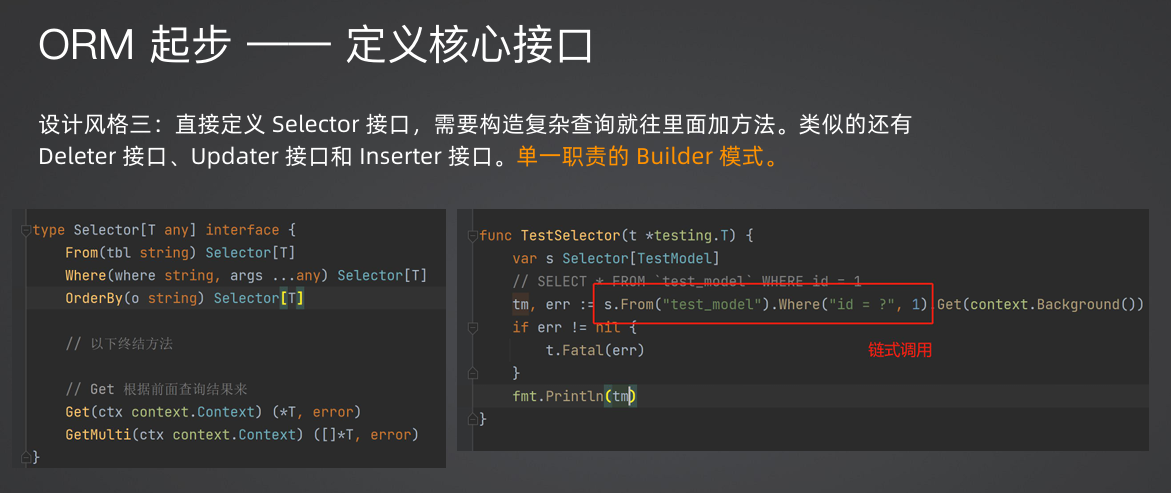 ORM 起步 —— 定义核心接口
设计风格三：直接定义 Selector 接口，需要构造复杂查询就往里面加方法。类似的还有
Deleter 接口、Updater 接口和 Inserter 接口。单一职责的 Builder 模式。
type Selector[T any] interface {
From(tbl string) Selector[T]
Where(where string, args ...any) Selector[T]
OrderBy(o string) Selector[T]
// 以下终结方法
// Get 根据前面查询结果来
Get(ctx context.Context) (*T, error)
GetMulti(ctx context.Context) ([]*T, error)
}
func TestSelector(t *testing.T) {
var s Selector[TestModel]
// SELECT * FROM `test_model` WHERE id = 1
tm, err := s.From("test_model").Where("id = ?", 1).Get(context.Background())
if err != nil {
链式调用
t.Fatal(err)
}
fmt.Println(tm)
}